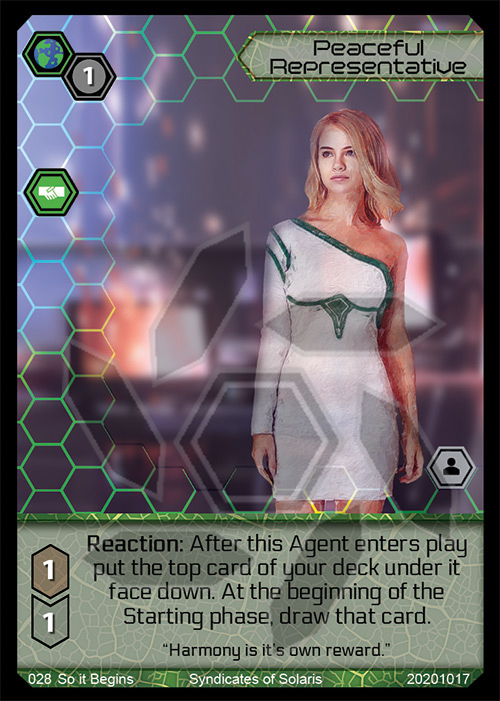 Peaceful
Representative
1
Reaction: After this Agent enters play
put the top card of your deck under it
face down. At the beginning of the
Starting phase, draw that card.
1
1
"Harmony is it's own reward."
028 So it Begins Syndicates of Solaris 20201017